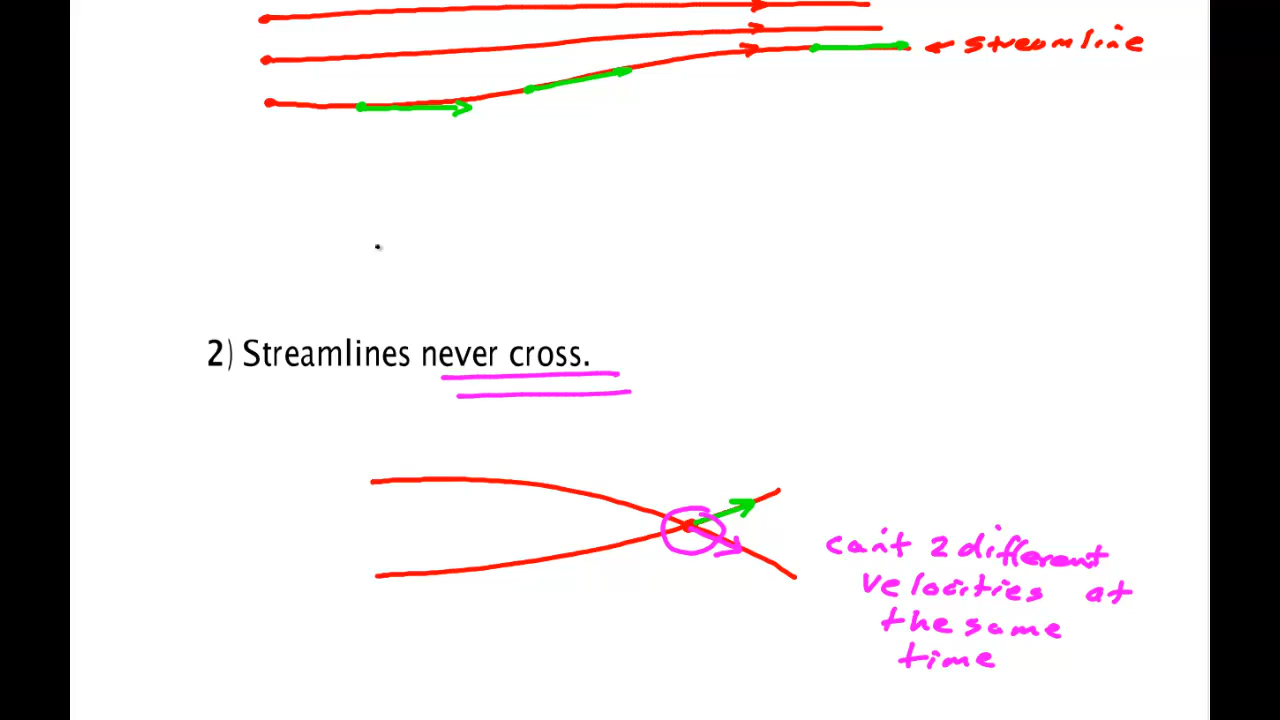 streamline
2) Streamlines never cross.
can't 2 different
velocities at
the same
time